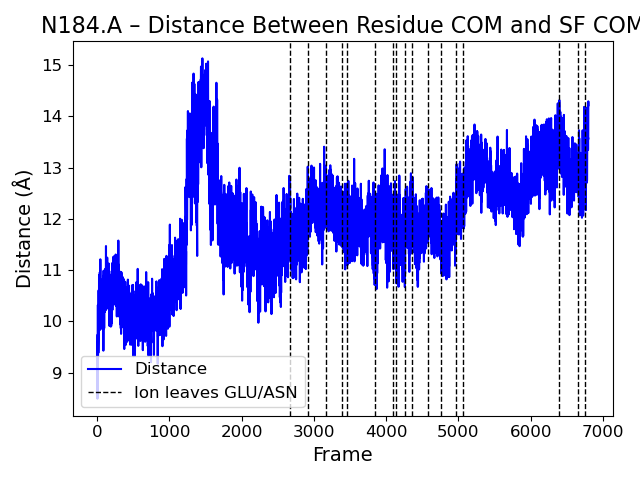 N184.A – Distance Between Residue COM and SF COM
Distance (Å)
15
14
13
12
11
10
9
Distance
Ion leaves GLU/ASN
0 1000 2000 3000 4000 5000 6000 7000
Frame